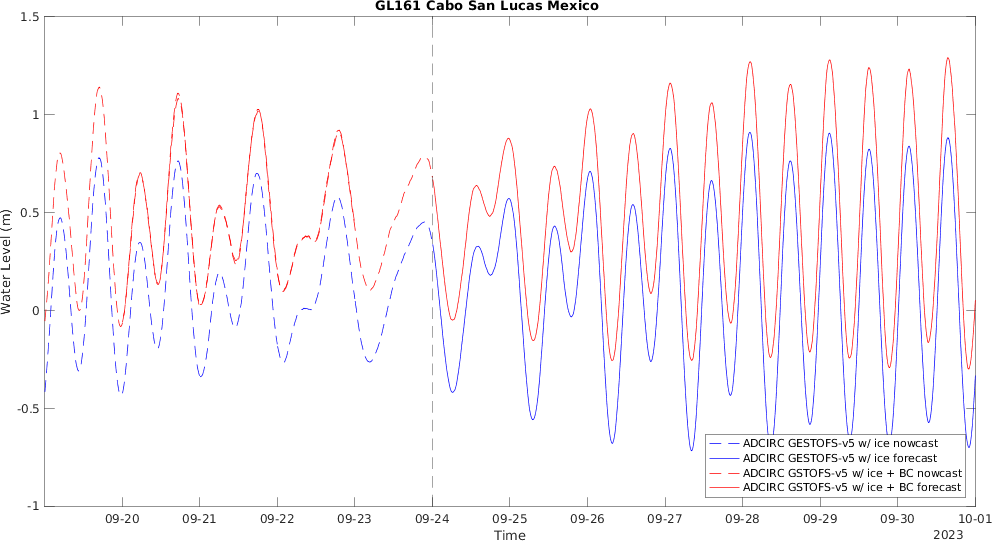 GL161 Cabo San Lucas Mexico
1.5
1
0.5
0
-0.5
-1
Water Level (m)
ADCIRC GESTOFS-v5 w/ ice nowcast
ADCIRC GESTOFS-v5 w/ ice forecast
ADCIRC GSTOFS-v5 w/ ice + BC nowcast
ADCIRC GSTOFS-v5 w/ ice + BC forecast
09-20 09-21 09-22 09-23 09-24 09-25 09-26 09-27 09-28 09-29 09-30 10-01
Time
2023